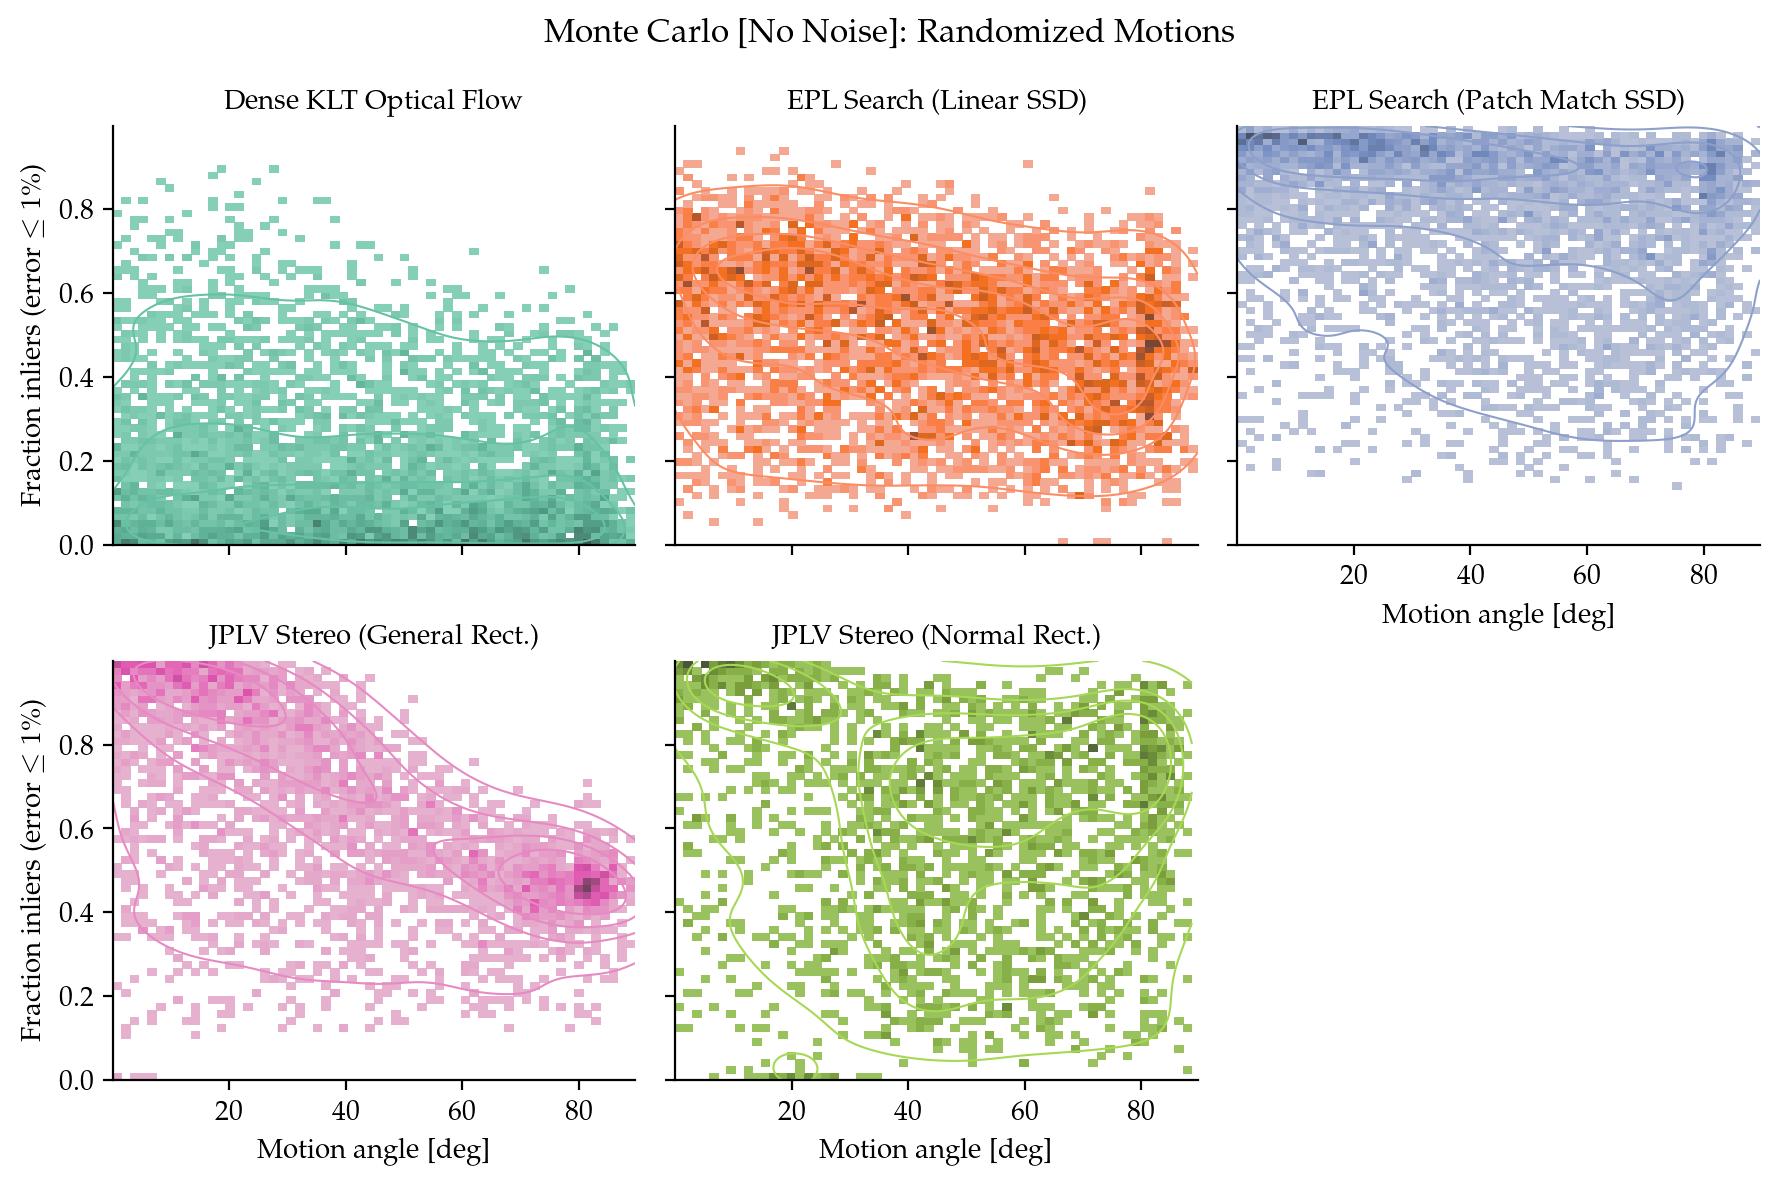 Monte Carlo [No Noise]: Randomized Motions
Dense KLT Optical Flow
EPL Search (Linear SSD)
EPL Search (Patch Match SSD)
Fraction inliers (error ≤ 1%)
0.8
0.6
0.4
0.2
0.0
20 40 60 80
Motion angle [deg]
JPLV Stereo (General Rect.)
JPLV Stereo (Normal Rect.)
Fraction inliers (error ≤ 1%)
0.8
0.6
0.4
0.2
0.0
20 40 60 80
20 40 60 80
Motion angle [deg]
Motion angle [deg]